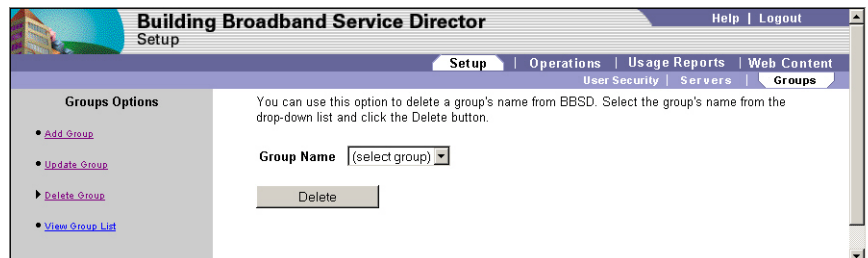 Building Broadband Service Director
Help | Logout
Setup
Setup | Operations | Usage Reports | Web Content
User Security | Servers | Groups
Groups Options
Add Group
Update Group
Delete Group
View Group List
You can use this option to delete a group's name from BBSD. Select the group's name from the
drop-down list and click the Delete button.
Group Name (select group)
Delete